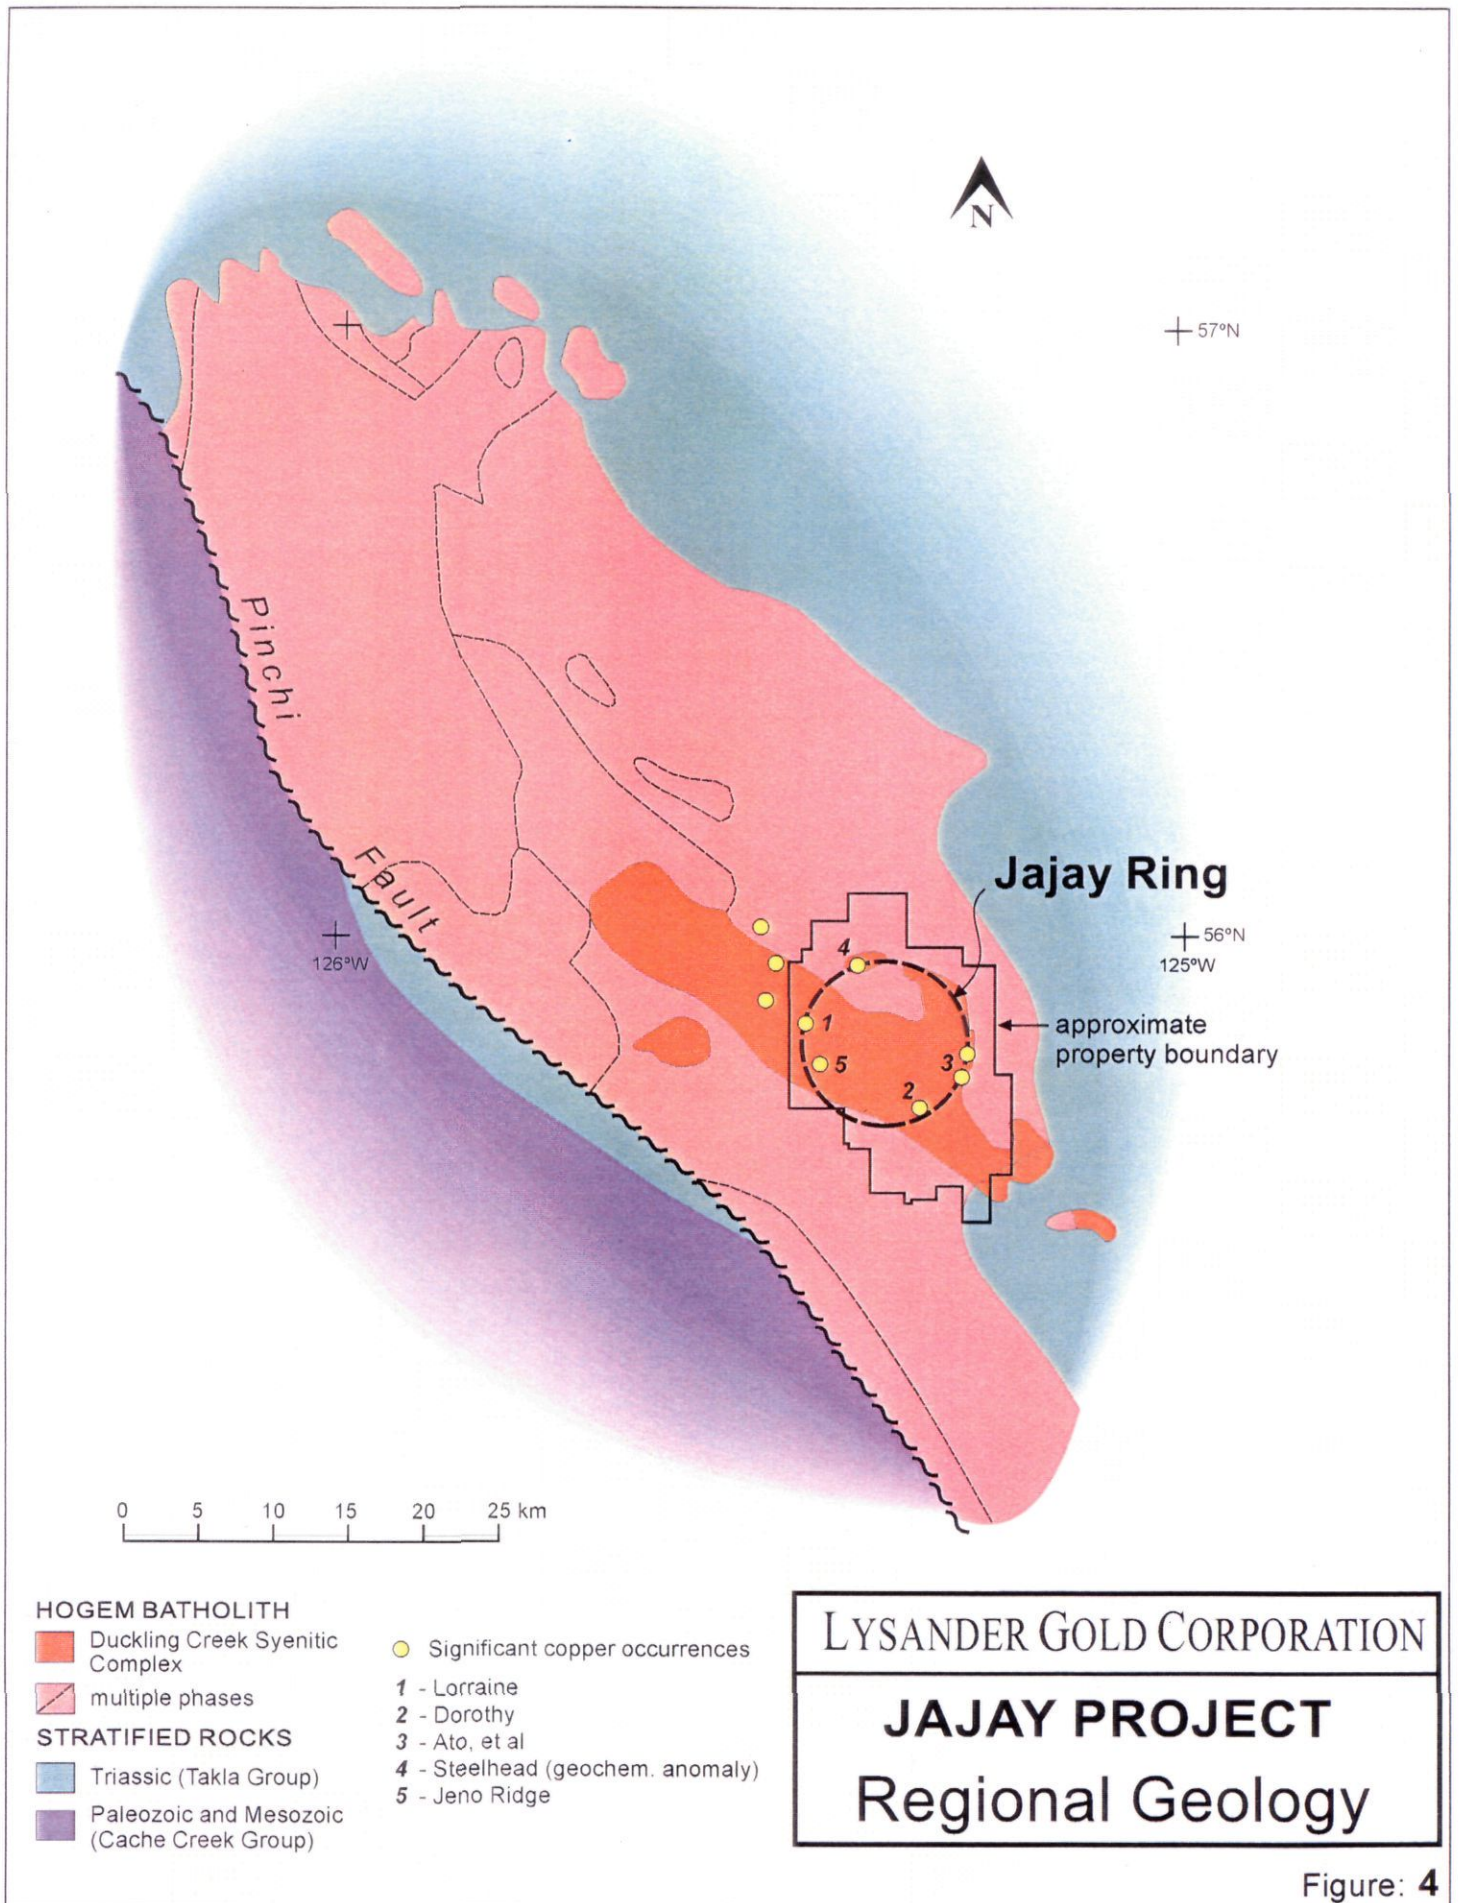 N
57°N
Pinchi
Fault
Jajay Ring
56°N
126°W
125°W
4
1
approximate
property boundary
5
3
2
0 5 10 15 20 25 km
HOGEM BATHOLITH
Duckling Creek Syenitic
Complex
multiple phases
STRATIFIED ROCKS
Triassic (Takla Group)
Paleozoic and Mesozoic
(Cache Creek Group)
Significant copper occurrences
1 - Lorraine
2 - Dorothy
3 - Ato, et al
4 - Steelhead (geochem. anomaly)
5 - Jeno Ridge
LYSANDER GOLD CORPORATION
JAJAY PROJECT
Regional Geology
Figure: 4